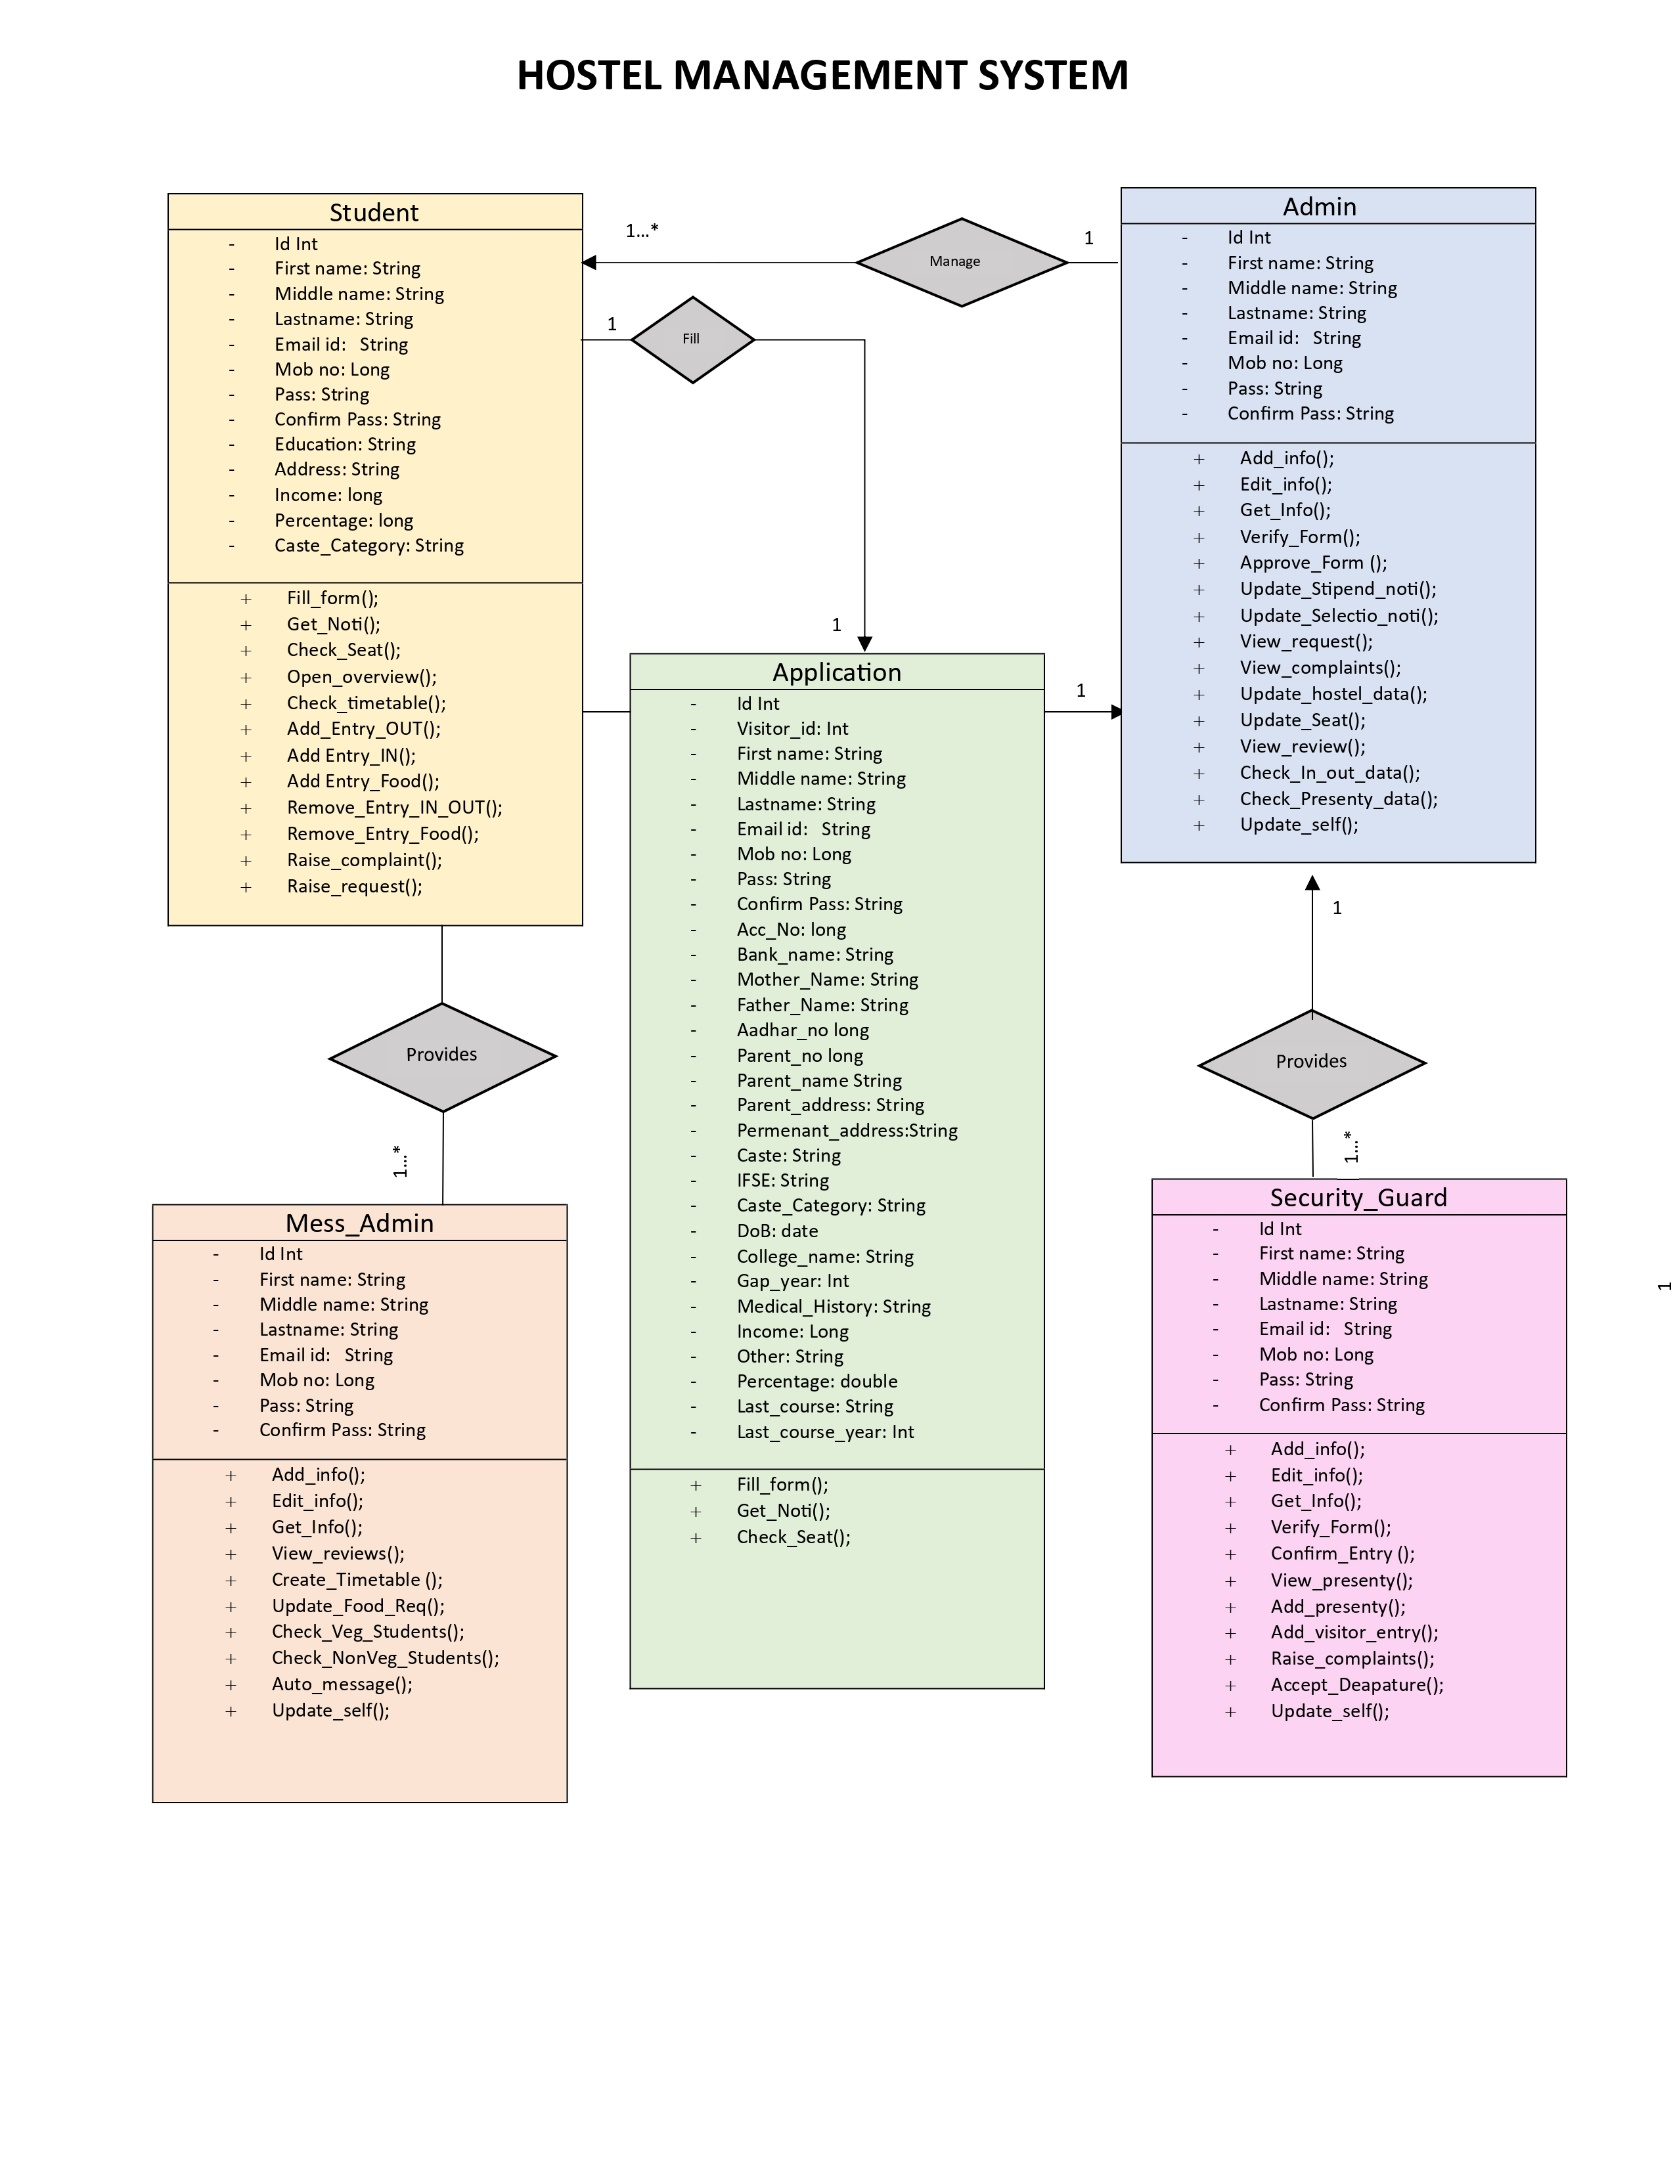 HOSTEL MANAGEMENT SYSTEM
Student
- Id Int
- First name: String
- Middle name: String
- Lastname: String
- Email id: String
- Mob no: Long
- Pass: String
- Confirm Pass: String
- Education: String
- Address: String
- Income: long
- Percentage: long
- Caste_Category: String
+ Fill_form();
+ Get_Noti();
+ Check_Seat();
+ Open_overview();
+ Check_timetable();
+ Add_Entry_OUT();
+ Add Entry_IN();
+ Add Entry_Food();
+ Remove_Entry_IN_OUT();
+ Remove_Entry_Food();
+ Raise_complaint();
+ Raise_request();
1...*
Manage
1
1
Fill
1
Admin
- Id Int
- First name: String
- Middle name: String
- Lastname: String
- Email id: String
- Mob no: Long
- Pass: String
- Confirm Pass: String
+ Add_info();
+ Edit_info();
+ Get_Info();
+ Verify_Form();
+ Approve_Form ();
+ Update_Stipend_noti();
+ Update_Selectio_noti();
+ View_request();
+ View_complaints();
+ Update_hostel_data();
+ Update_Seat();
+ View_review();
+ Check_In_out_data();
+ Check_Presenty_data();
+ Update_self();
Application
- Id Int
- Visitor_id: Int
- First name: String
- Middle name: String
- Lastname: String
- Email id: String
- Mob no: Long
- Pass: String
- Confirm Pass: String
- Acc_No: long
- Bank_name: String
- Mother_Name: String
- Father_Name: String
- Aadhar_no long
- Parent_no long
- Parent_name String
- Parent_address: String
- Permenant_address:String
- Caste: String
- IFSE: String
- Caste_Category: String
- DoB: date
- College_name: String
- Gap_year: Int
- Medical_History: String
- Income: Long
- Other: String
- Percentage: double
- Last_course: String
- Last_course_year: Int
+ Fill_form();
+ Get_Noti();
+ Check_Seat();
1
1
Provides
1...*
Provides
1...*
Mess_Admin
- Id Int
- First name: String
- Middle name: String
- Lastname: String
- Email id: String
- Mob no: Long
- Pass: String
- Confirm Pass: String
+ Add_info();
+ Edit_info();
+ Get_Info();
+ View_reviews();
+ Create_Timetable ();
+ Update_Food_Req();
+ Check_Veg_Students();
+ Check_NonVeg_Students();
+ Auto_message();
+ Update_self();
Security_Guard
- Id Int
- First name: String
- Middle name: String
- Lastname: String
- Email id: String
- Mob no: Long
- Pass: String
- Confirm Pass: String
+ Add_info();
+ Edit_info();
+ Get_Info();
+ Verify_Form();
+ Confirm_Entry ();
+ View_presenty();
+ Add_presenty();
+ Add_visitor_entry();
+ Raise_complaints();
+ Accept_Deapature();
+ Update_self();
1